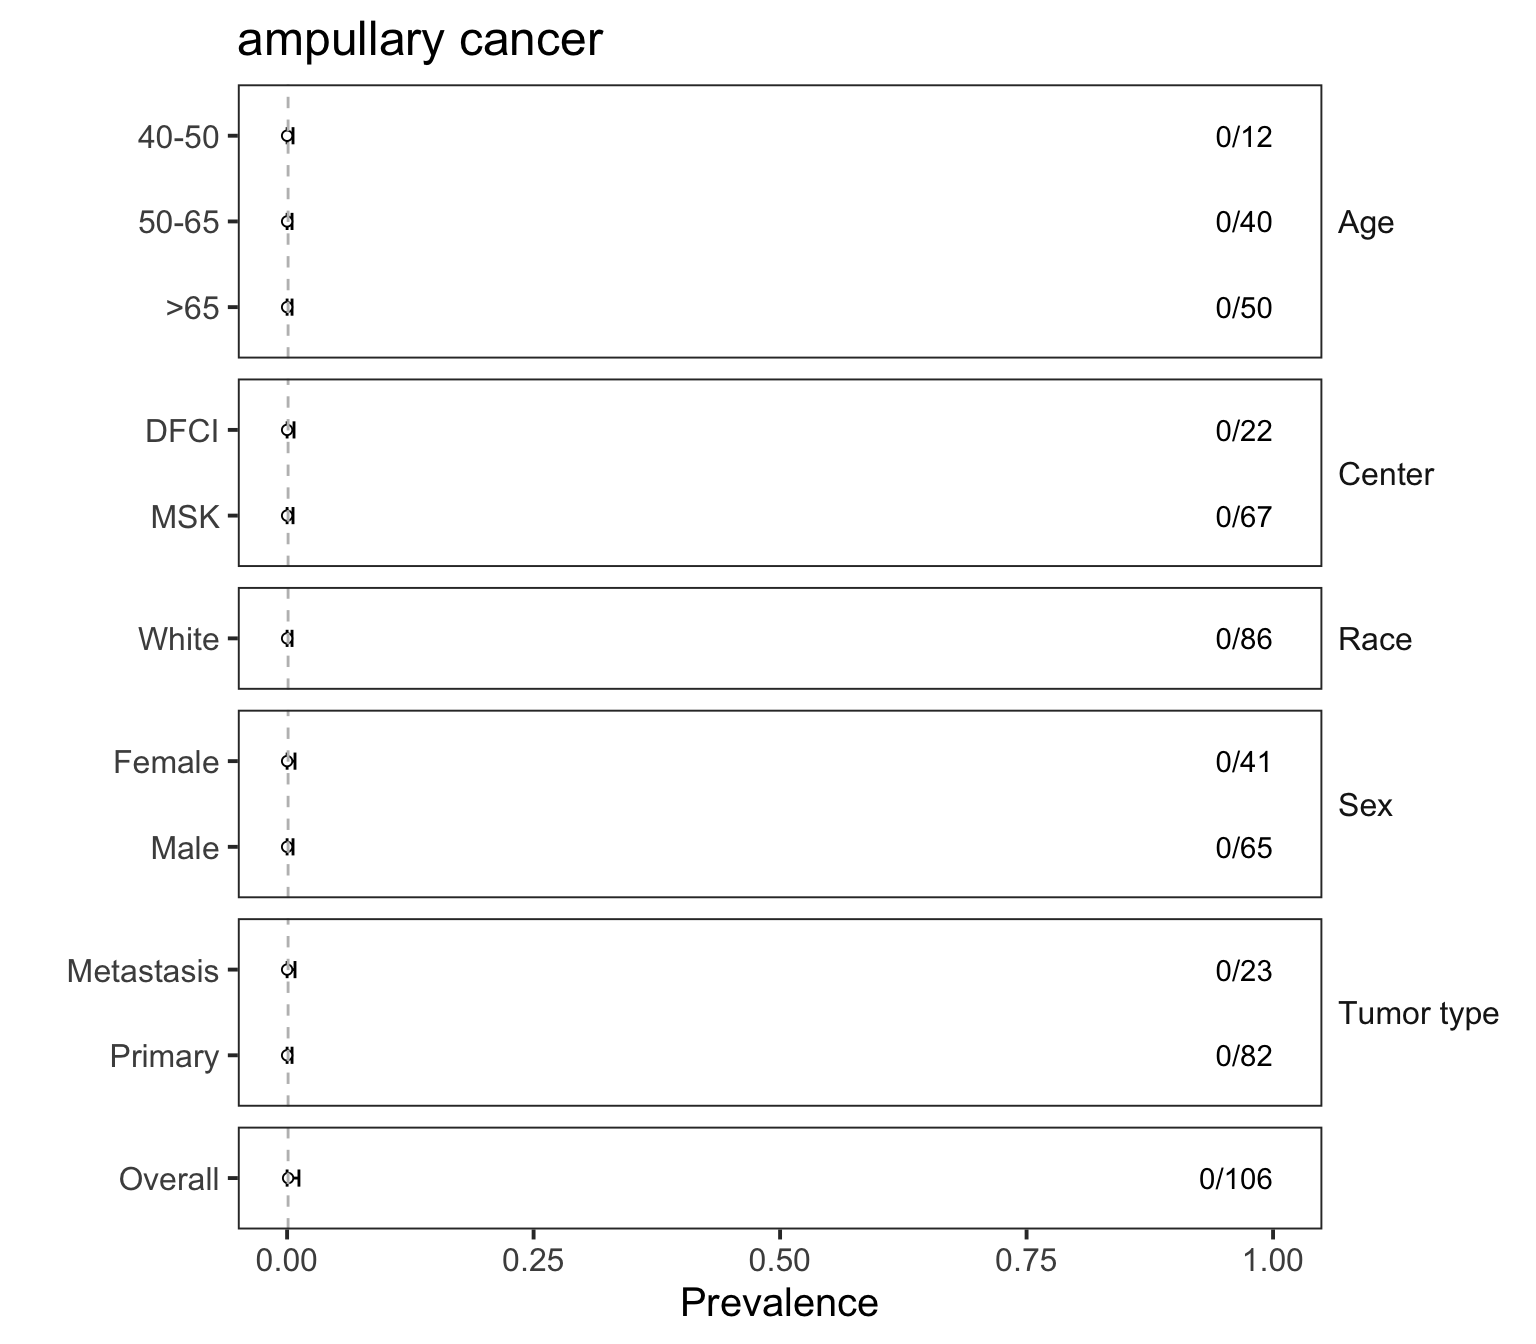 ampullary cancer
40-50 0/12
50-65 0/40 Age
>65 0/50
DFCI 0/22
Center
MSK 0/67
White 0/86 Race
Female 0/41
Sex
Male 0/65
Metastasis 0/23
Tumor type
Primary 0/82
Overall 0/106
0.00 0.25 0.50 0.75 1.00
Prevalence